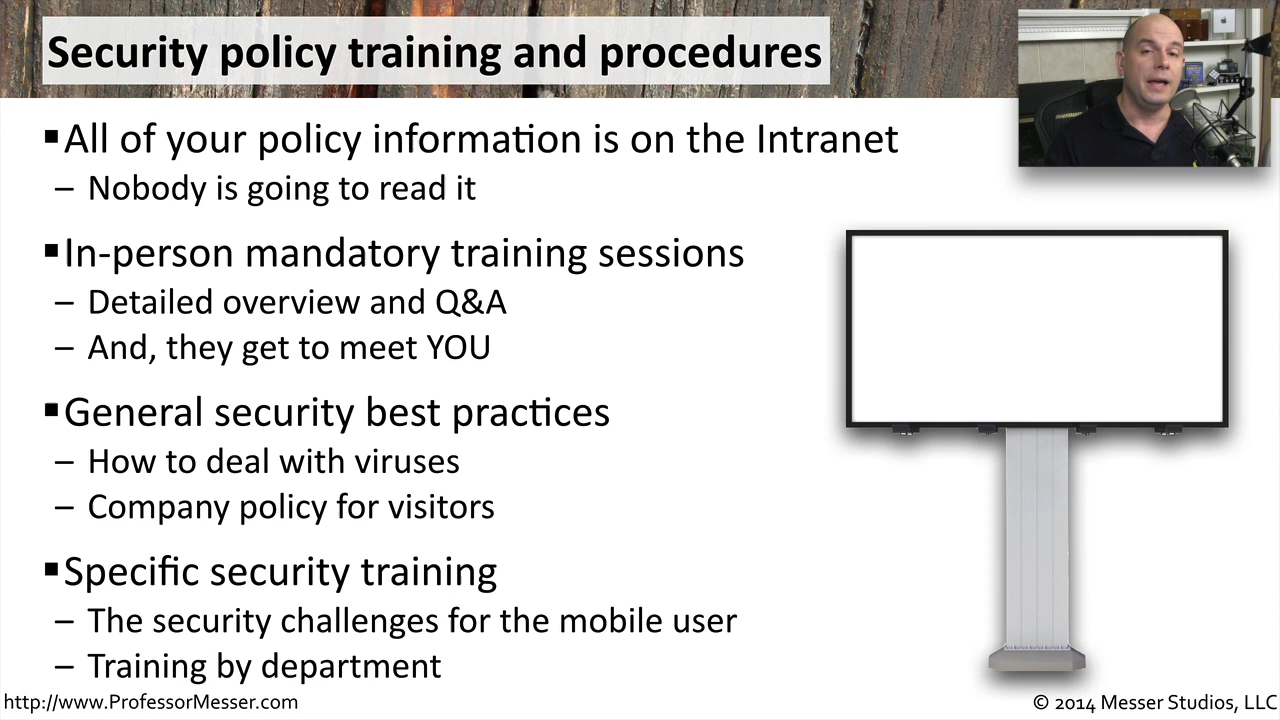 Security policy training and procedures
▪All of your policy information is on the Intranet
– Nobody is going to read it
▪In-person mandatory training sessions
– Detailed overview and Q&A
– And, they get to meet YOU
▪General security best practices
– How to deal with viruses
– Company policy for visitors
▪Specific security training
– The security challenges for the mobile user
– Training by department
http://www.ProfessorMesser.com
© 2014 Messer Studios, LLC